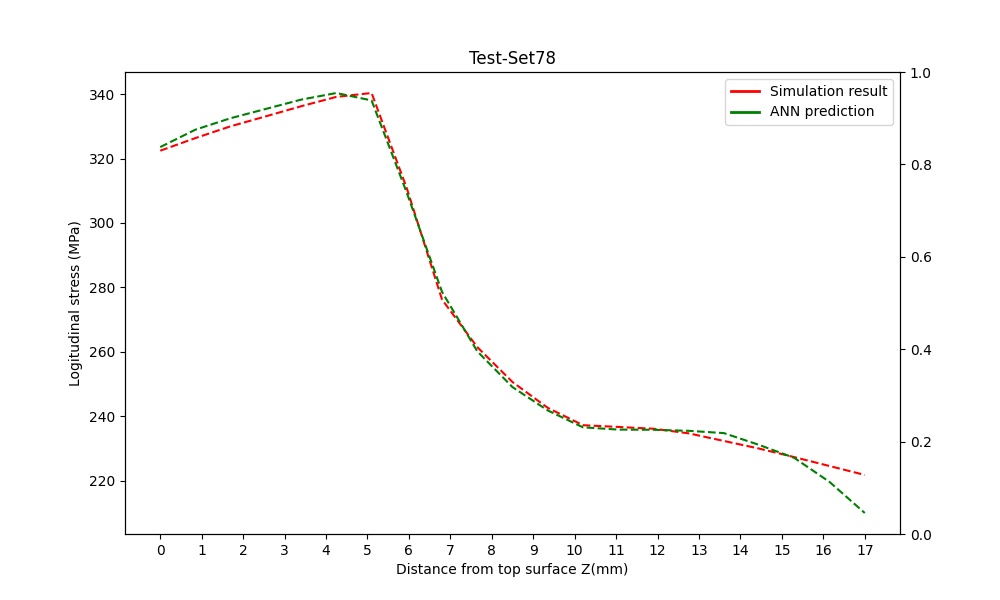 Test-Set78
Simulation result
ANN prediction
Logitudinal stress (MPa)
340
320
300
280
260
240
220
1.0
0.8
0.6
0.4
0.2
0.0
0 1 2 3 4 5 6 7 8 9 10 11 12 13 14 15 16 17
Distance from top surface Z(mm)